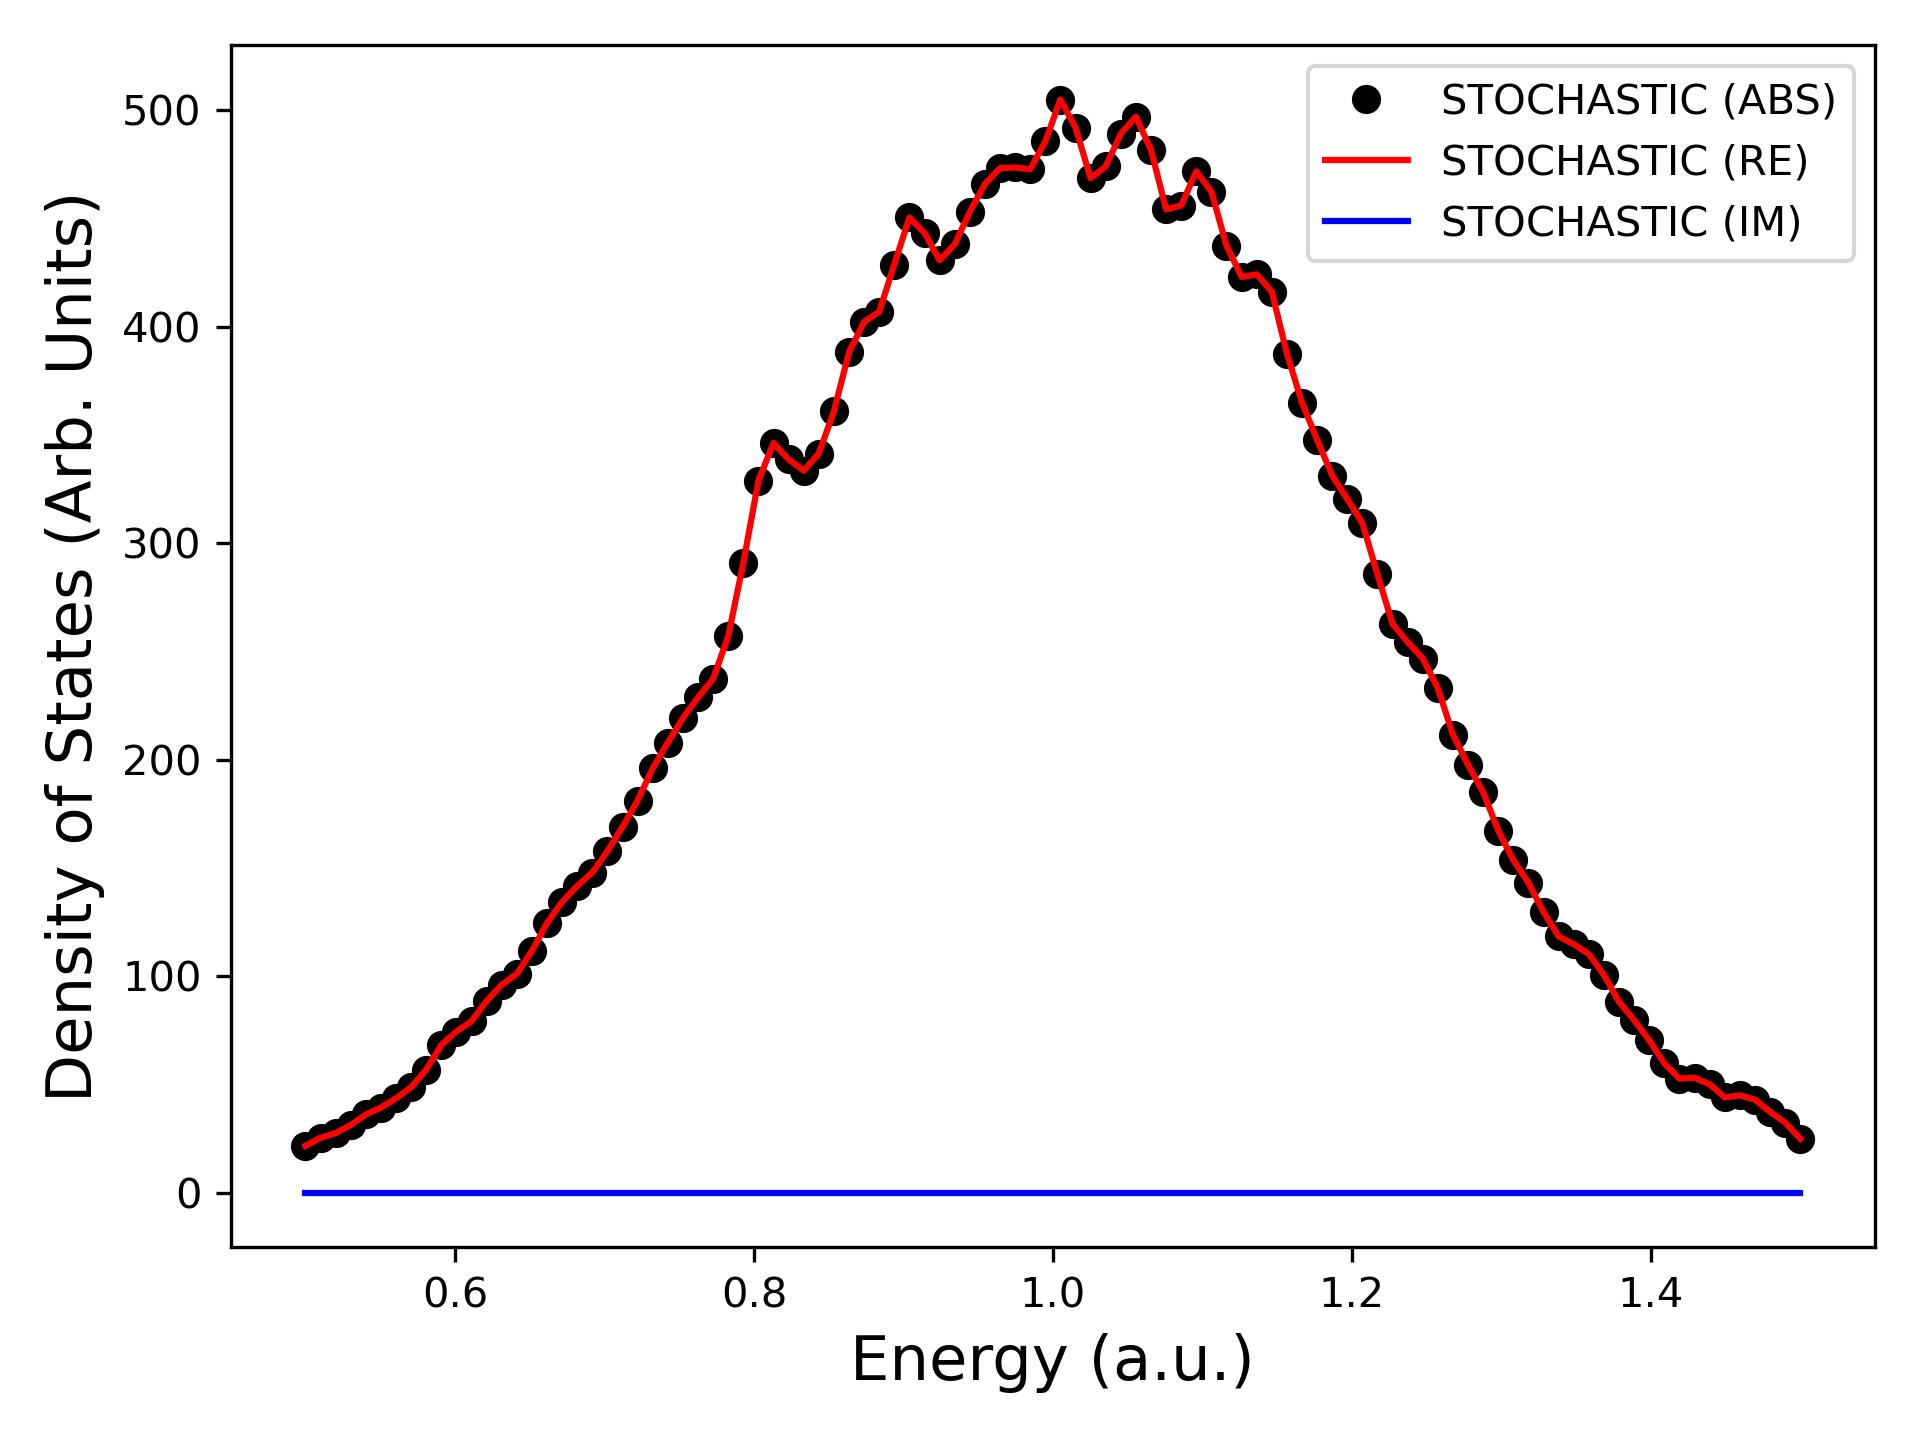 Density of States (Arb. Units)
500
400
300
200
100
0
STOCHASTIC (ABS)
STOCHASTIC (RE)
STOCHASTIC (IM)
0.6 0.8 1.0 1.2 1.4
Energy (a.u.)